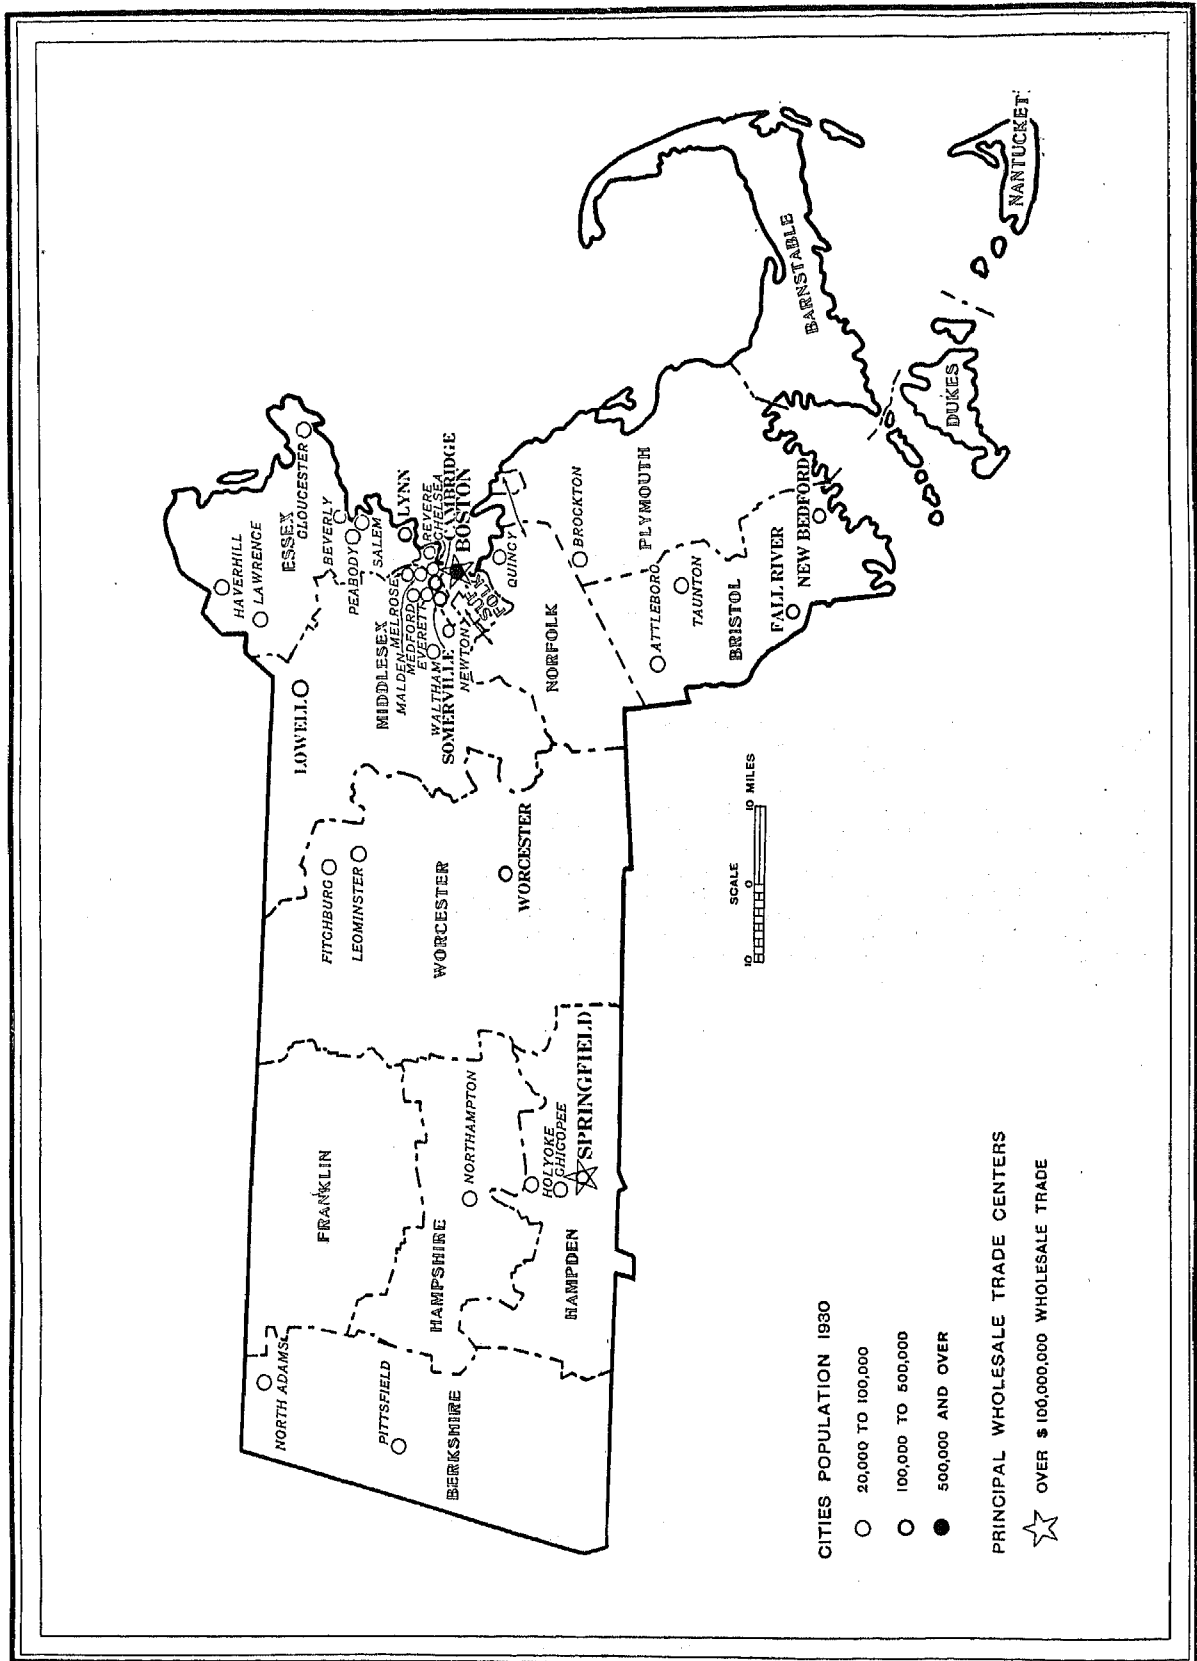 NORTH ADAMS
PITTSFIELD
BERKSHIRE
FRANKLIN
HAMPSHIRE
NORTHAMPTON
HOLYOKE
CHICOPEE
SPRINGFIELD
HAMPDEN
FITCHBURG
LEOMINSTER
WORCESTER
WORCESTER
LOWELL
HAVERHILL
LAWRENCE
ESSEX
GLOUCESTER
BEVERLY
PEABODY
SALEM
LYNN
MIDDLESEX
MELROSE
MALDEN
MEDFORD
EVERETT
REVERE
CHELSEA
CAMBRIDGE
BOSTON
WALTHAM
SOMERVILLE
NEWTON
SUFFOLK
QUINCY
NORFOLK
BROCKTON
PLYMOUTH
ATTLEBORO
TAUNTON
BRISTOL
FALL RIVER
NEW BEDFORD
BARNSTABLE
DUKES
NANTUCKET
SCALE
10 0 10 MILES
CITIES POPULATION 1930
20,000 TO 100,000
100,000 TO 500,000
500,000 AND OVER
PRINCIPAL WHOLESALE TRADE CENTERS
OVER $100,000,000 WHOLESALE TRADE